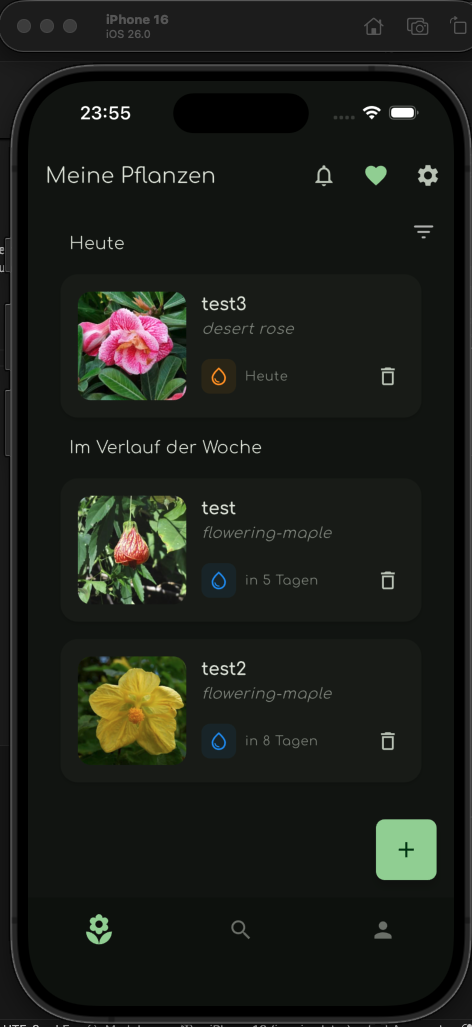 iPhone 16
iOS 26.0
23:55
Meine Pflanzen
Heute
test3
desert rose
Heute
Im Verlauf der Woche
test
flowering-maple
in 5 Tagen
test2
flowering-maple
in 8 Tagen